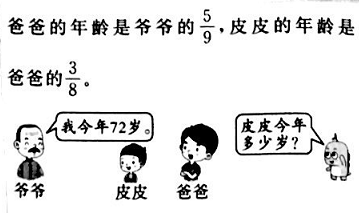 爸爸的年龄是爷爷的5/9,皮皮的年龄是
爸爸的3/8。
我今年72岁。
皮皮今年
多少岁?
爷爷 皮皮 爸爸